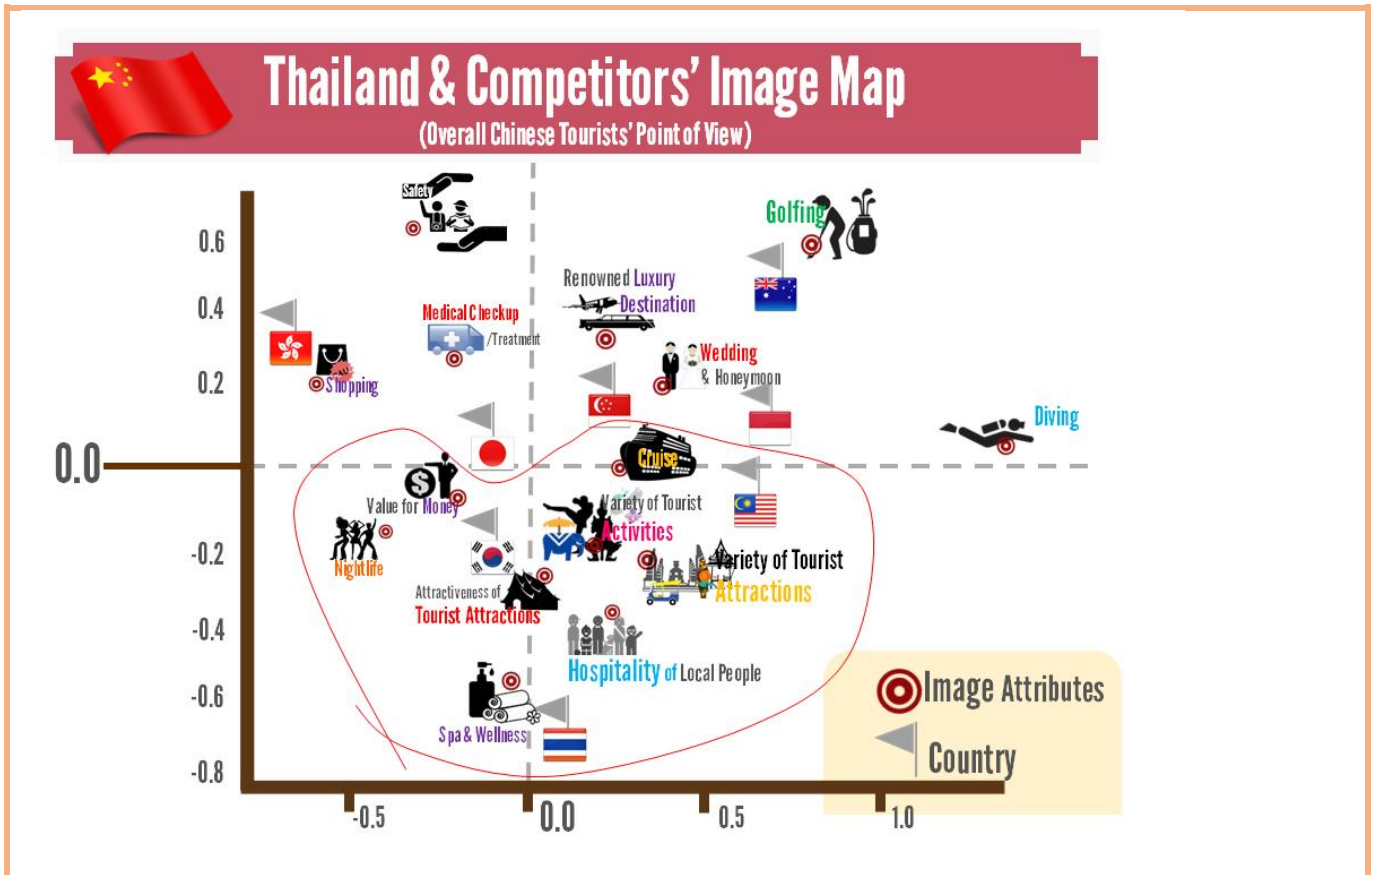 Thailand & Competitors' Image Map
(Overall Chinese Tourists' Point of View)
Safety
Golfing
0.6
Renowned Luxury
Destination
0.4
Medical Checkup
/Treatment
Wedding
& Honeymoon
0.2
Shopping
Diving
0.0
Cruise
$
Value for Money
Variety of Tourist
Activities
-0.2
Nightlife
Variety of Tourist
Attractions
Attractiveness of
Tourist Attractions
-0.4
Hospitality of Local People
-0.6
Spa & Wellness
-0.8
Image Attributes
Country
-0.5
0.0
0.5
1.0